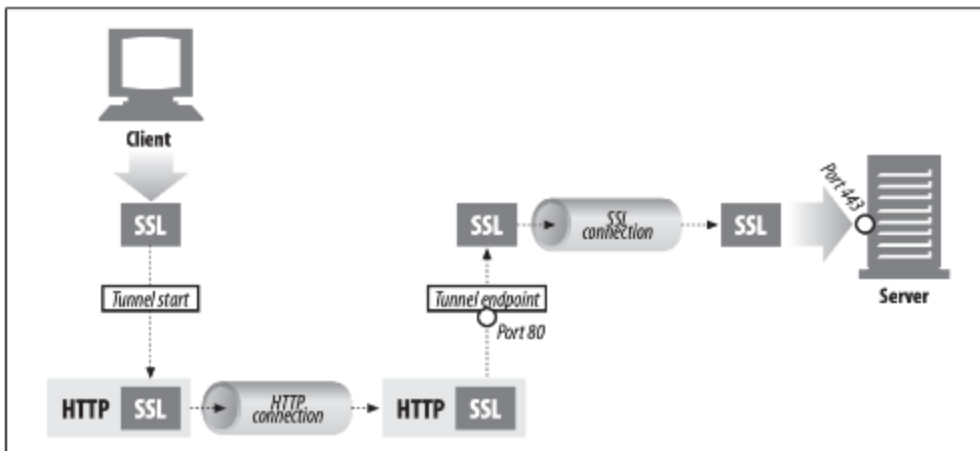 Client
SSL
Tunnel start
HTTP SSL
HTTP
connection
HTTP SSL
Port 80
Tunnel endpoint
SSL
SSL
connection
SSL
Port 443
Server